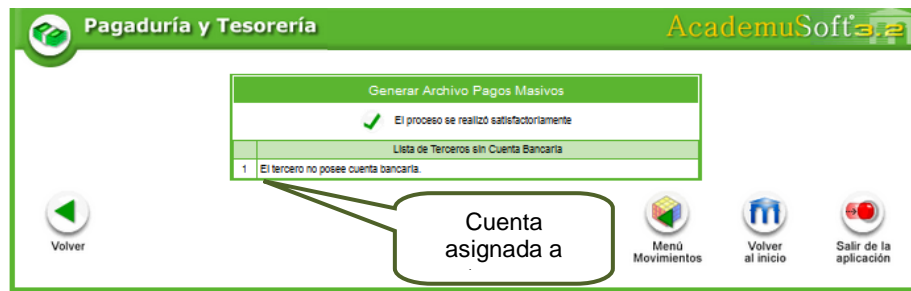 Pagaduría y Tesorería
AcademuSoft 3.2
Generar Archivo Pagos Masivos
El proceso se realizó satisfactoriamente
Lista de Terceros sin Cuenta Bancaria
1 El tercero no posee cuenta bancaria.
Cuenta
asignada a
Volver
Menú
Movimientos
Volver
al inicio
Salir de la
aplicación